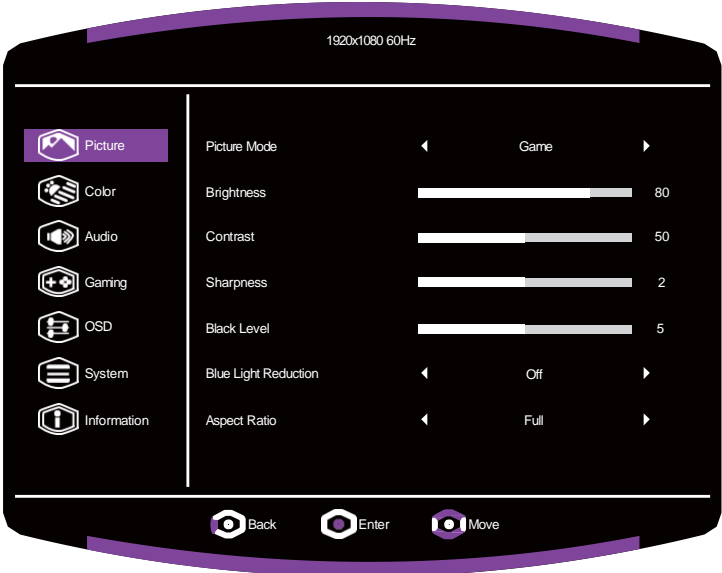 1920x1080 60Hz
Picture
Color
Audio
Gaming
OSD
System
Information
Picture Mode Game
Brightness 80
Contrast 50
Sharpness 2
Black Level 5
Blue Light Reduction Off
Aspect Ratio Full
Back Enter Move